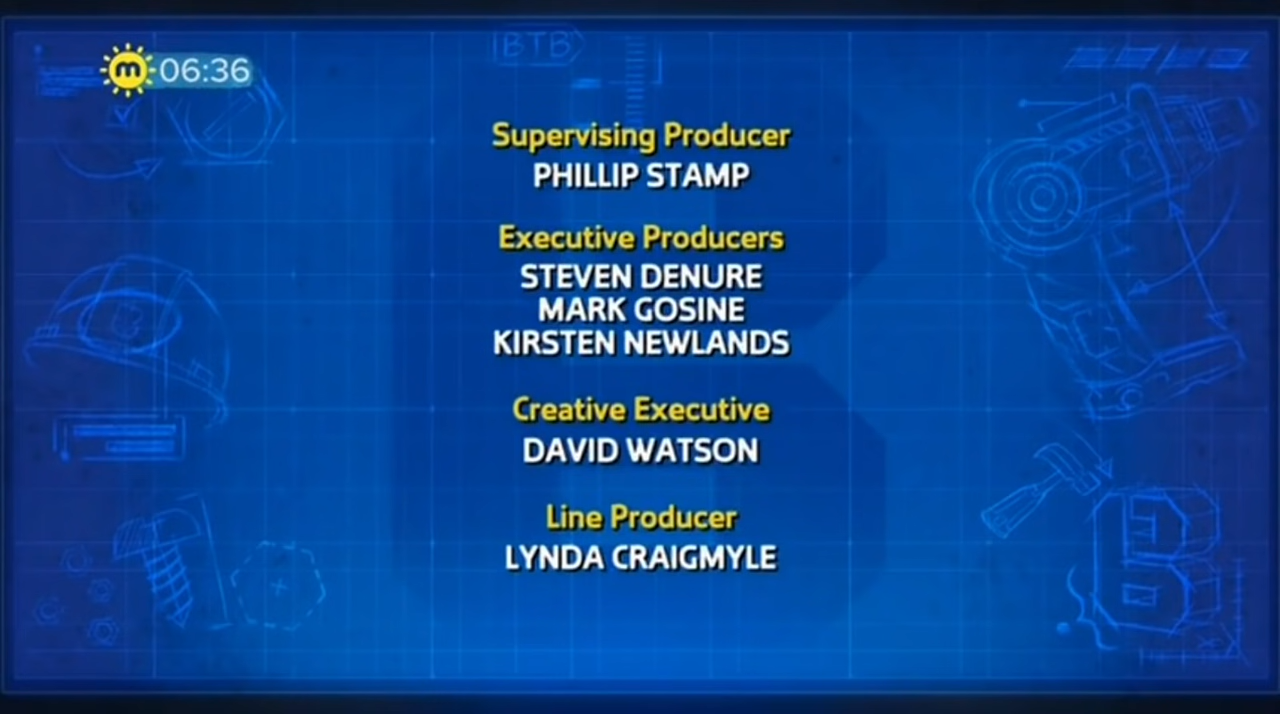 BTB
m 06:36
Supervising Producer
PHILLIP STAMP
Executive Producers
STEVEN DENURE
MARK GOSINE
KIRSTEN NEWLANDS
Creative Executive
DAVID WATSON
Line Producer
LYNDA CRAIGMYLE
B